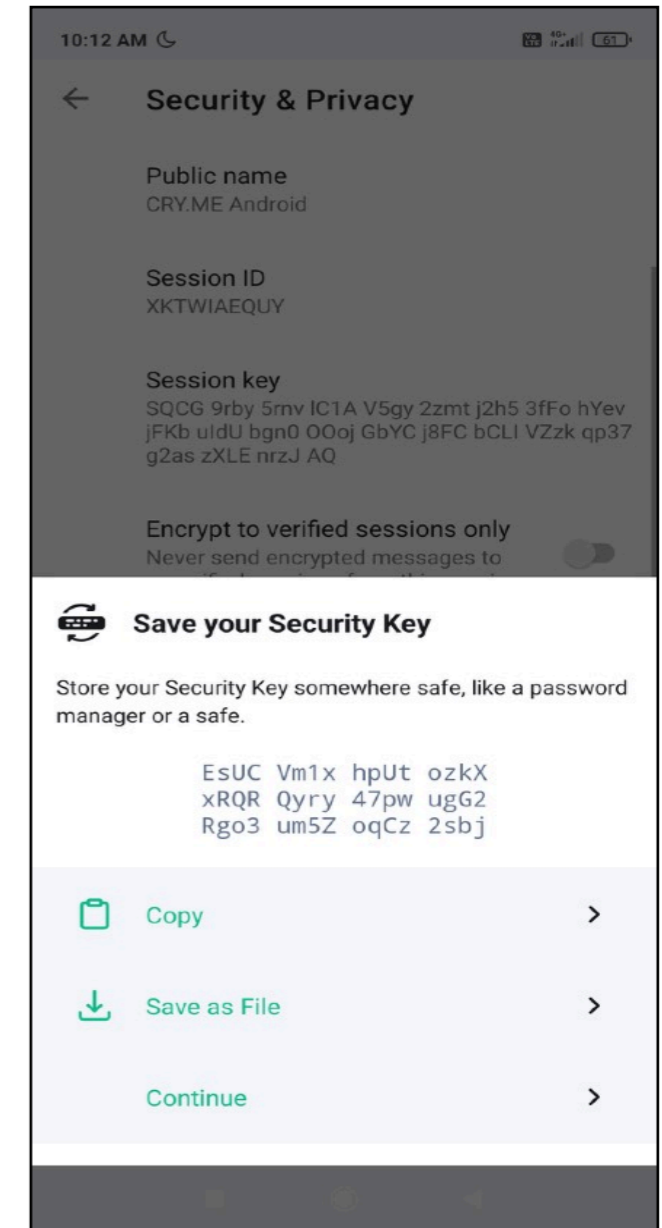 10:12 AM
61
Security & Privacy
Public name
CRY.ME Android
Session ID
XKTWIAEQUY
Session key
SQCG 9rby 5rnv lC1A V5gy 2zmt j2h5 3fFo hYev
jFKb uIdU bgn0 OOoj GbYC j8FC bCLI VZzk qp37
g2as zXLE nrzJ AQ
Encrypt to verified sessions only
Never send encrypted messages to
Save your Security Key
Store your Security Key somewhere safe, like a password
manager or a safe.
EsUC Vm1x hpUt ozkX
xRQR Qyry 47pw ugG2
Rgo3 um5Z oqCz 2sbj
Copy
Save as File
Continue